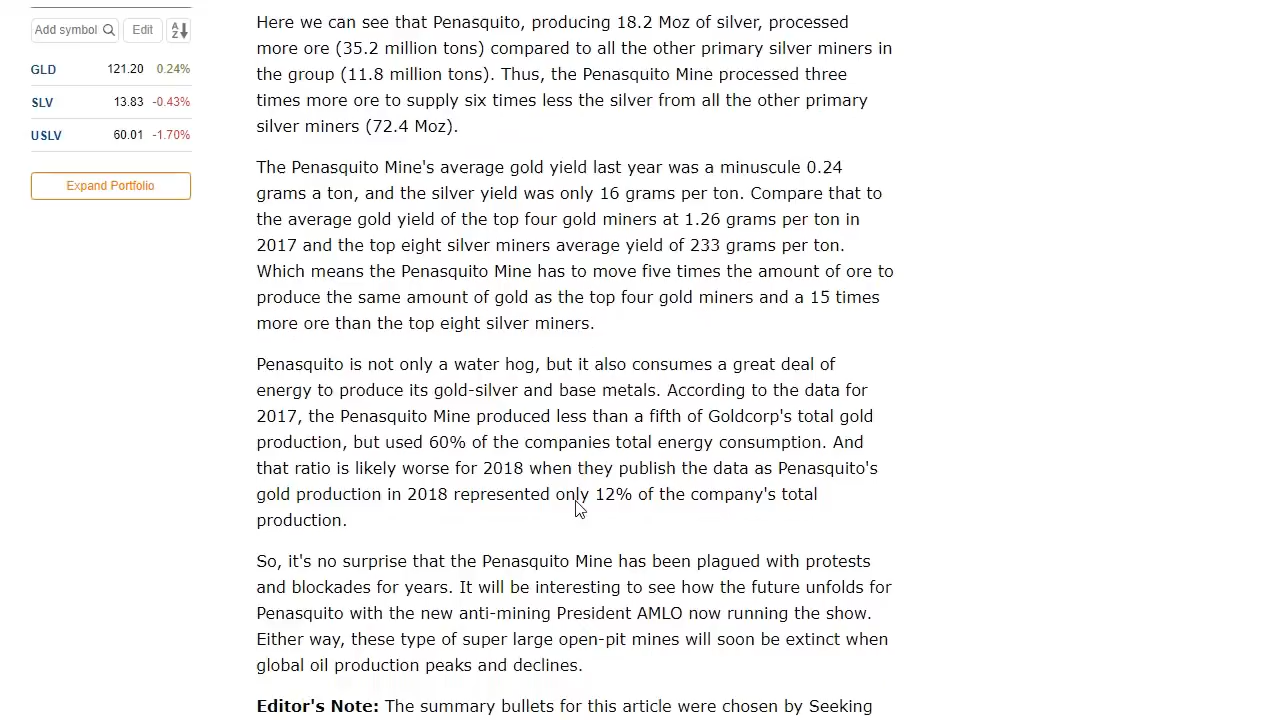 Add symbol
Edit
A
Z
GLD 121.20 0.24%
SLV 13.83 -0.43%
USLV 60.01 -1.70%
Expand Portfolio
Here we can see that Penasquito, producing 18.2 Moz of silver, processed
more ore (35.2 million tons) compared to all the other primary silver miners in
the group (11.8 million tons). Thus, the Penasquito Mine processed three
times more ore to supply six times less the silver from all the other primary
silver miners (72.4 Moz).
The Penasquito Mine's average gold yield last year was a minuscule 0.24
grams a ton, and the silver yield was only 16 grams per ton. Compare that to
the average gold yield of the top four gold miners at 1.26 grams per ton in
2017 and the top eight silver miners average yield of 233 grams per ton.
Which means the Penasquito Mine has to move five times the amount of ore to
produce the same amount of gold as the top four gold miners and a 15 times
more ore than the top eight silver miners.
Penasquito is not only a water hog, but it also consumes a great deal of
energy to produce its gold-silver and base metals. According to the data for
2017, the Penasquito Mine produced less than a fifth of Goldcorp's total gold
production, but used 60% of the companies total energy consumption. And
that ratio is likely worse for 2018 when they publish the data as Penasquito's
gold production in 2018 represented only 12% of the company's total
production.
So, it's no surprise that the Penasquito Mine has been plagued with protests
and blockades for years. It will be interesting to see how the future unfolds for
Penasquito with the new anti-mining President AMLO now running the show.
Either way, these type of super large open-pit mines will soon be extinct when
global oil production peaks and declines.
Editor's Note: The summary bullets for this article were chosen by Seeking